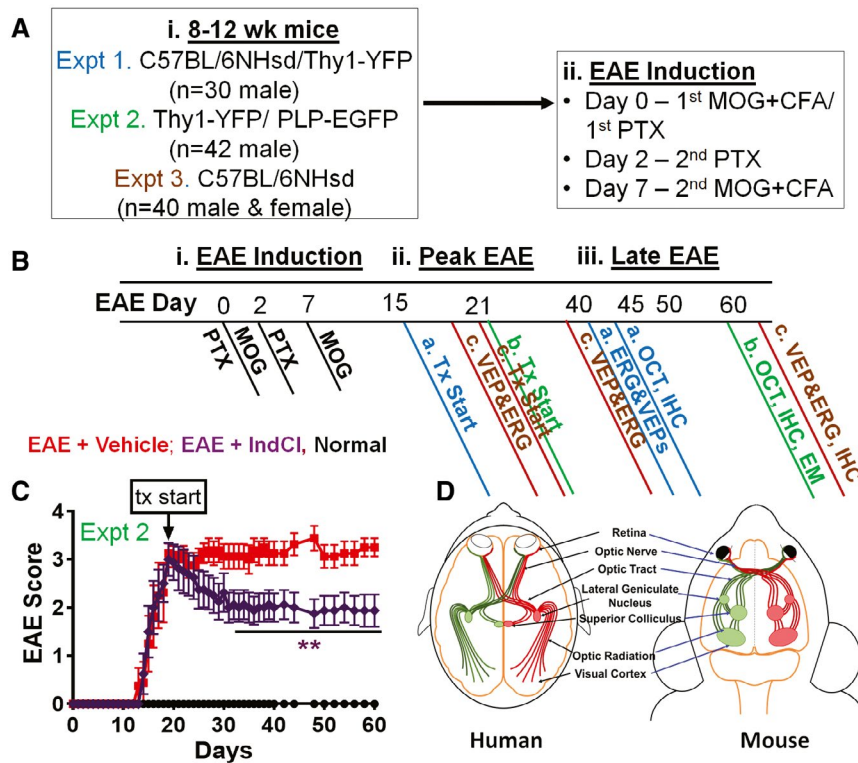 A
i. 8-12 wk mice
Expt 1. C57BL/6NHsd/Thy1-YFP
(n=30 male)
Expt 2. Thy1-YFP/ PLP-EGFP
(n=42 male)
Expt 3. C57BL/6NHsd
(n=40 male & female)
ii. EAE Induction
• Day 0 – 1st MOG+CFA/
1st PTX
• Day 2 – 2nd PTX
• Day 7 – 2nd MOG+CFA
B
i. EAE Induction
ii. Peak EAE
iii. Late EAE
EAE Day 0 2 7 15 21 40 45 50 60
PTX
MOG
PTX
MOG
a. Tx Start
c. VEP&ERG
c. Tx Start
b. Tx Start
c. VEP&ERG
a. ERG&VEPs
a. OCT, IHC
b. OCT, IHC, EM
c. VEP&ERG, IHC
EAE + Vehicle; EAE + IndCl, Normal
C
tx start
Expt 2
EAE Score
4
3
2
1
0
**
0 10 20 30 40 50 60
Days
D
Retina
Optic Nerve
Optic Tract
Lateral Geniculate
Nucleus
Superior Colliculus
Optic Radiation
Visual Cortex
Human
Mouse